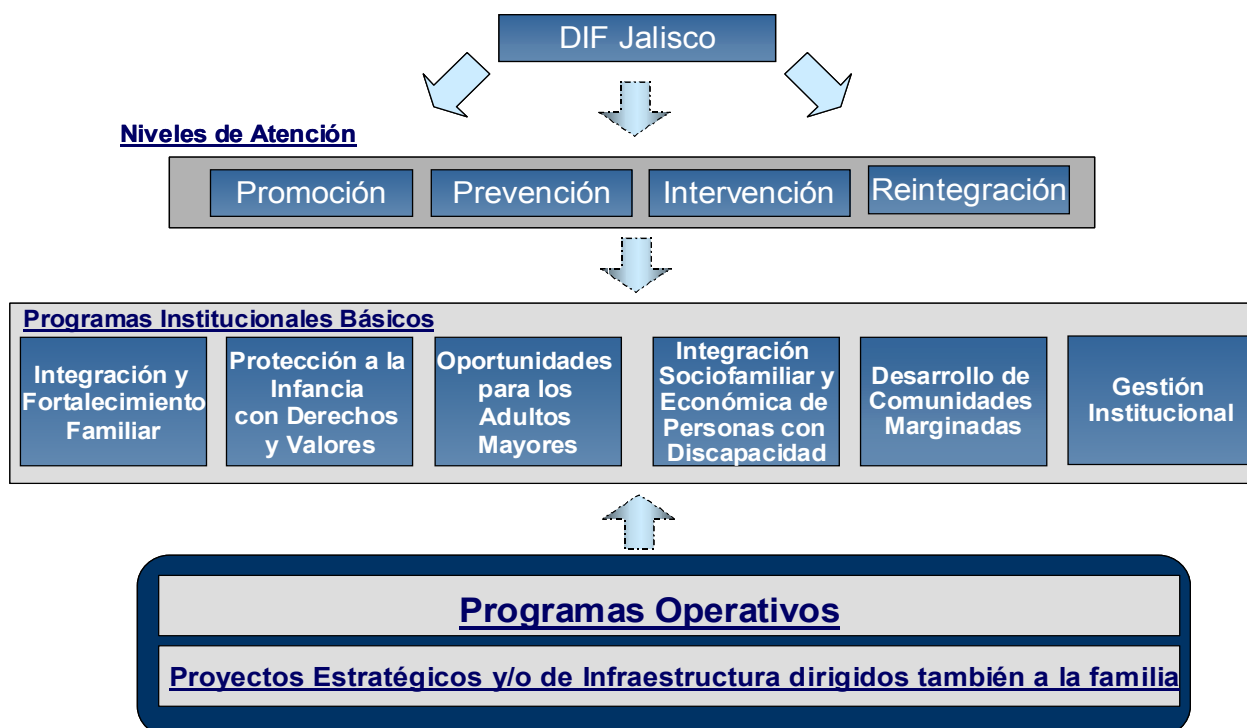 DIF Jalisco
Niveles de Atención
Promoción
Prevención
Intervención
Reintegración
Programas Institucionales Básicos
Integración y
Fortalecimiento
Familiar
Protección a la
Infancia
con Derechos
y Valores
Oportunidades
para los
Adultos
Mayores
Integración
Sociofamiliar y
Económica de
Personas con
Discapacidad
Desarrollo de
Comunidades
Marginadas
Gestión
Institucional
Programas Operativos
Proyectos Estratégicos y/o de Infraestructura dirigidos también a la familia